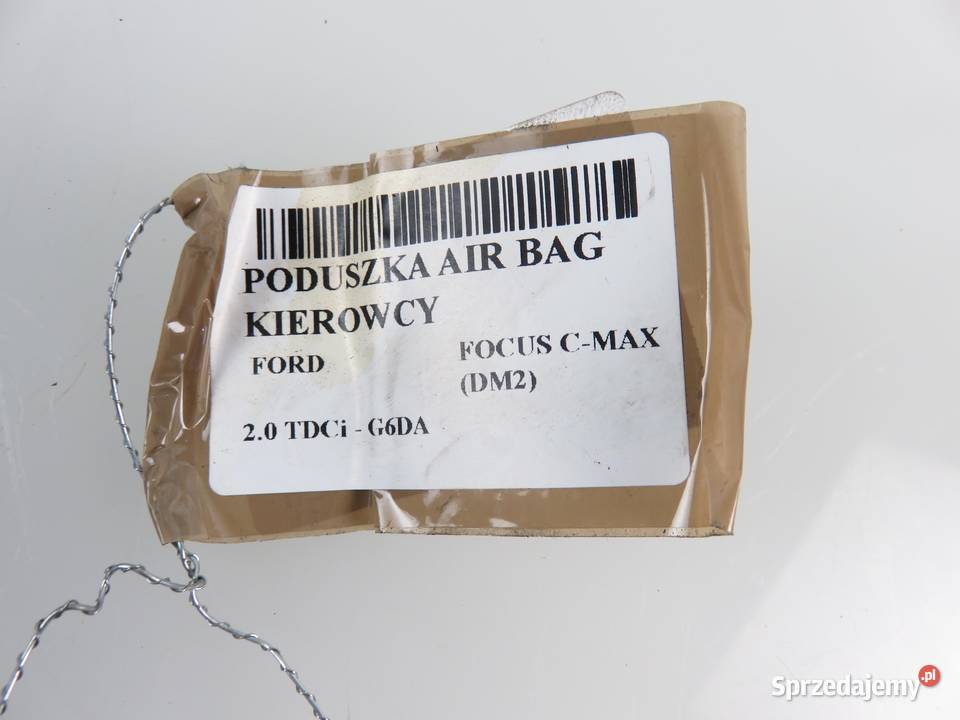 PODUSZKA AIR BAG
KIEROWCY
FORD FOCUS C-MAX
(DM2)
2.0 TDCi - G6DA
Sprzedajemy.pl